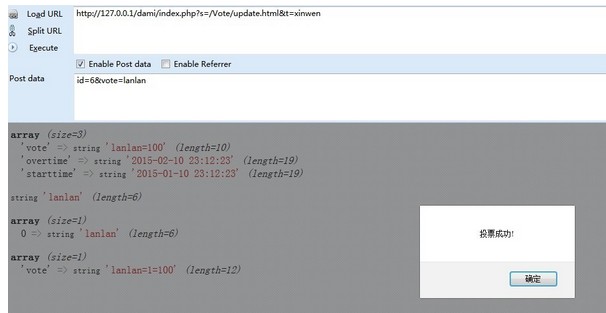 Load URL http://127.0.0.1/dami/index.php?s=/Vote/update.html&t=xinwen
Split URL
Execute
Enable Post data Enable Referrer
Post data id=6&vote=lanlan
array (size=3)
'vote' => string 'lanlan=100' (length=10)
'overtime' => string '2015-02-10 23:12:23' (length=19)
'starttime' => string '2015-01-10 23:12:23' (length=19)
string 'lanlan' (length=6)
array (size=1)
0 => string 'lanlan' (length=6)
array (size=1)
'vote' => string 'lanlan=1=100' (length=12)
投票成功!
确定